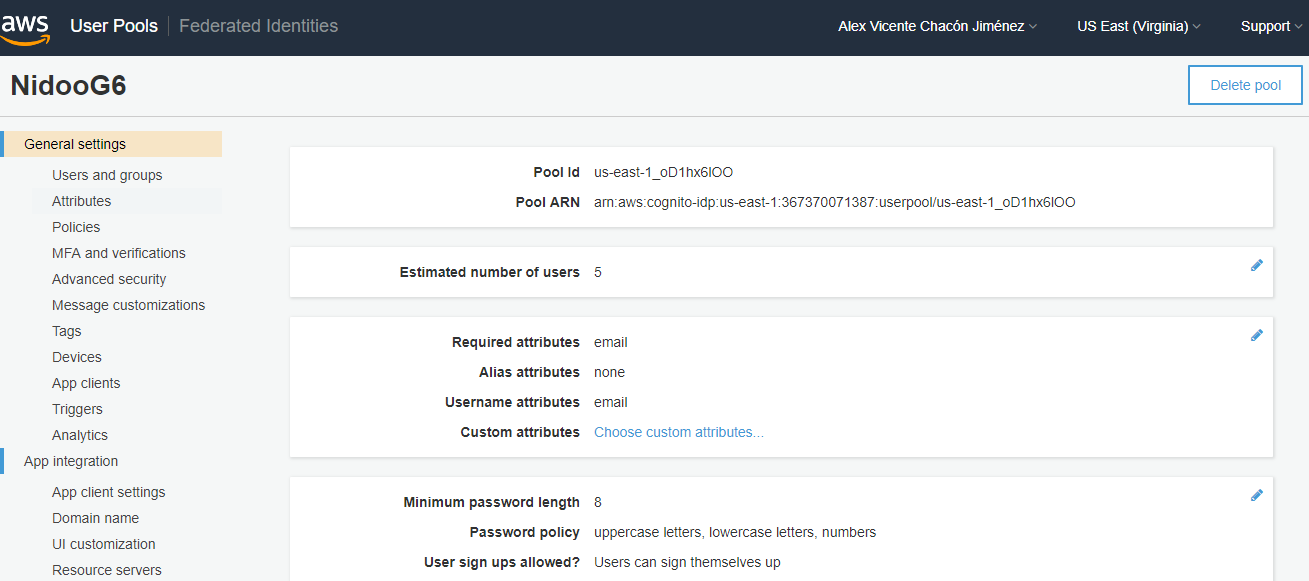 aws User Pools Federated Identities Alex Vicente Chacón Jiménez US East (Virginia) Support
NidooG6 Delete pool
General settings
Users and groups
Attributes
Policies
MFA and verifications
Advanced security
Message customizations
Tags
Devices
App clients
Triggers
Analytics
App integration
App client settings
Domain name
UI customization
Resource servers
Pool Id us-east-1_oD1hx6IOO
Pool ARN arn:aws:cognito-idp:us-east-1:367370071387:userpool/us-east-1_oD1hx6IOO
Estimated number of users 5
Required attributes email
Alias attributes none
Username attributes email
Custom attributes Choose custom attributes...
Minimum password length 8
Password policy uppercase letters, lowercase letters, numbers
User sign ups allowed? Users can sign themselves up